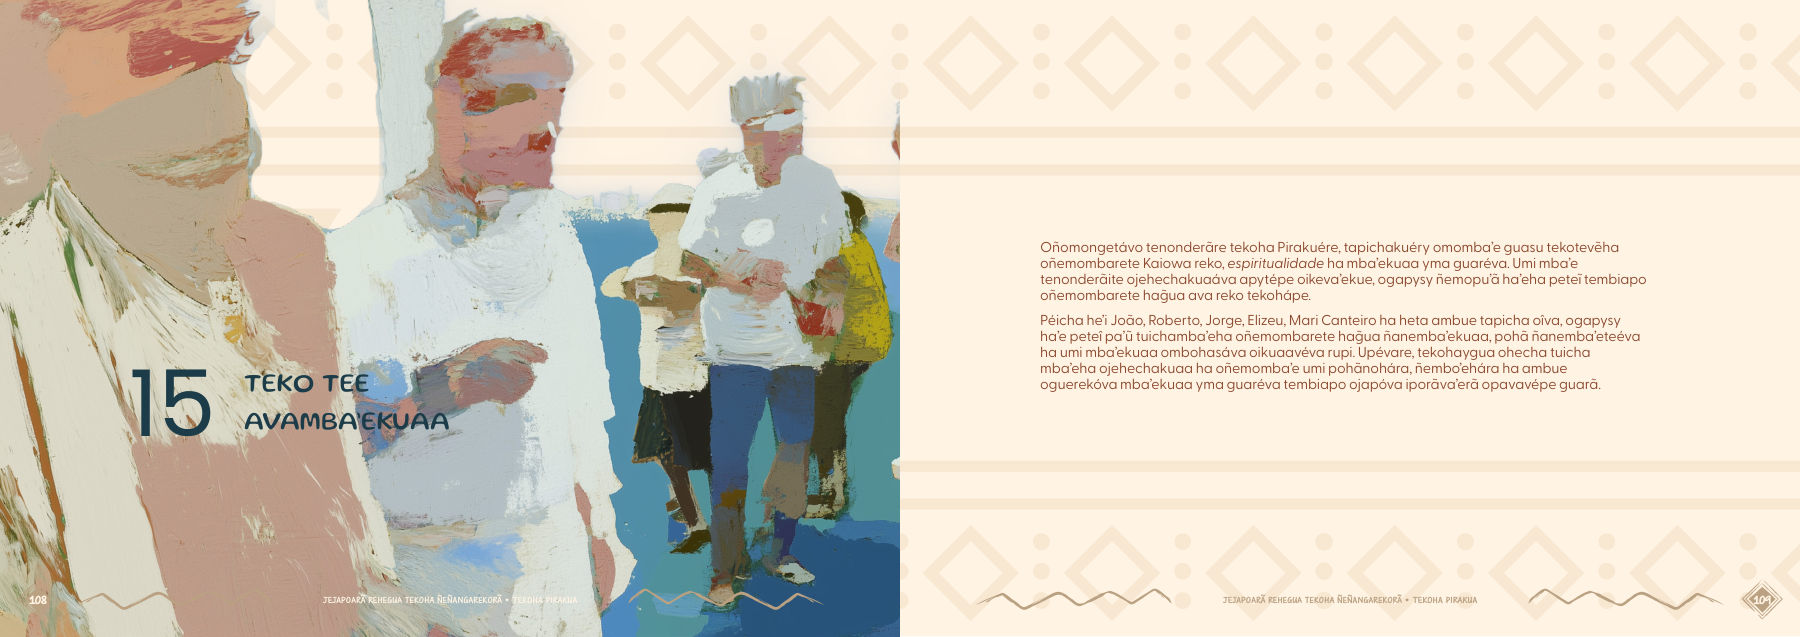 15
TEKO TEE
AVAMBA'EKUAA
108
JEJAPOARÃ REHEGUA TEKOHA ÑEÑANGAREKORÃ • TEKOHA PIRAKUA
Oñomongetávo tenonderãre tekoha Pirakuére, tapichakuéry omomba'e guasu tekotevẽha
oñemombarete Kaiowa reko, espiritualidade ha mba'ekuaa yma guaréva. Umi mba'e
tenonderãite ojehechakuaáva apytépe oikeva'ekue, ogapysy ñemopu'ã ha'eha peteĩ tembiapo
oñemombarete hag̃ua ava reko tekohápe.
Péicha he'i João, Roberto, Jorge, Elizeu, Mari Canteiro ha heta ambue tapicha oĩva, ogapysy
ha'e peteĩ pa'ũ tuichamba'eha oñemombarete hag̃ua ñanemba'ekuaa, pohã ñanemba'eteéva
ha umi mba'ekuaa ombohasáva oikuaavéva rupi. Upévare, tekohaygua ohecha tuicha
mba'eha ojehechakuaa ha oñemomba'e umi pohãnohára, ñembo'ehára ha ambue
oguerekóva mba'ekuaa yma guaréva tembiapo ojapóva iporãva'erã opavavépe guarã.
JEJAPOARÃ REHEGUA TEKOHA ÑEÑANGAREKORÃ • TEKOHA PIRAKUA
109